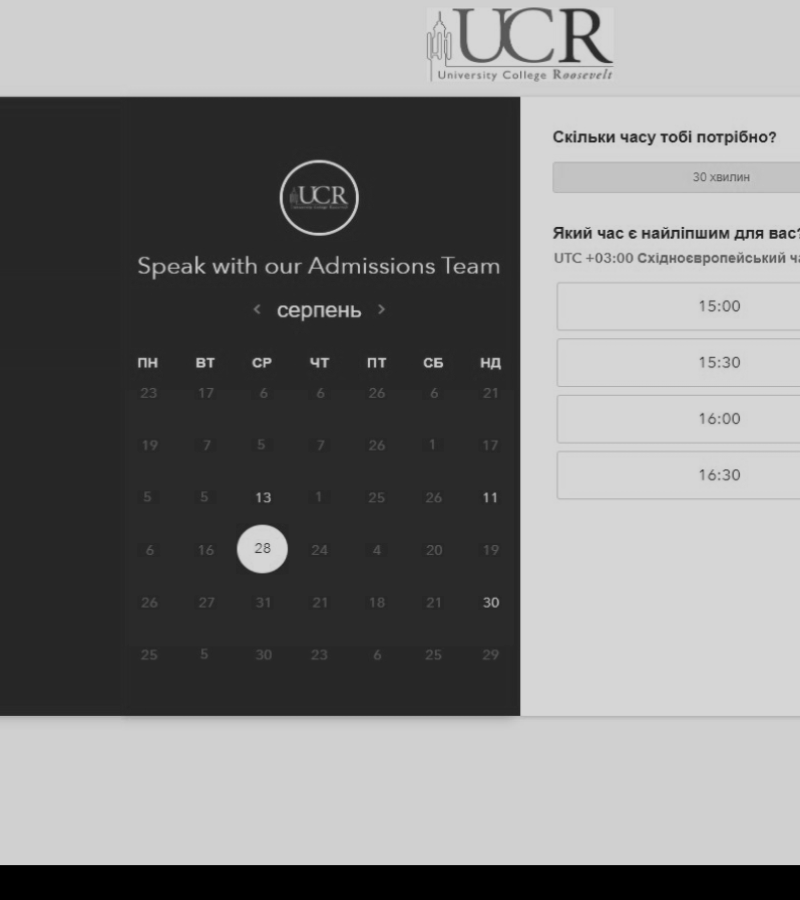 UCR
University College Roosevelt
UCR
Speak with our Admissions Team
‹ серпень ›
ПН ВТ СР ЧТ ПТ СБ НД
23 17 6 6 26 6 21
19 7 5 7 26 1 17
5 5 13 1 25 26 11
6 16 28 24 4 20 19
26 27 31 21 18 21 30
25 5 30 23 6 25 29
Скільки часу тобі потрібно?
30 хвилин
Який час є найліпшим для вас?
UTC +03:00 Східноєвропейський ча
15:00
15:30
16:00
16:30